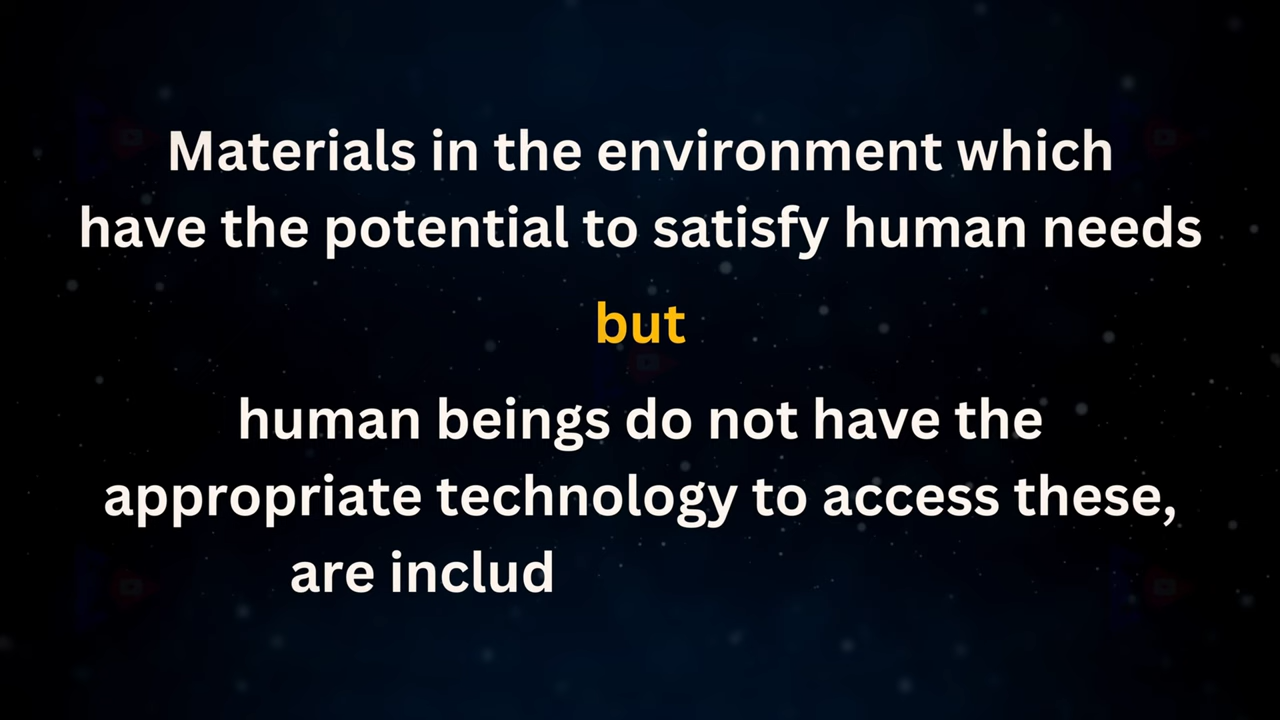 Materials in the environment which
have the potential to satisfy human needs
but
human beings do not have the
appropriate technology to access these,
are includ